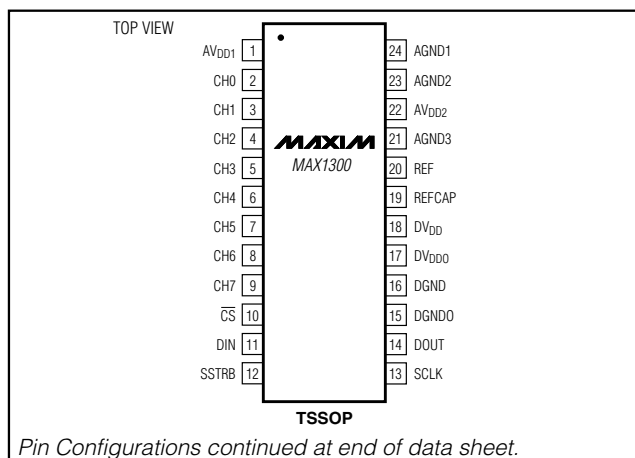 TOP VIEW
AVDD1 1
CH0 2
CH1 3
CH2 4
CH3 5
CH4 6
CH5 7
CH6 8
CH7 9
C̅S̅ 10
DIN 11
SSTRB 12
MAXIM
MAX1300
24 AGND1
23 AGND2
22 AVDD2
21 AGND3
20 REF
19 REFCAP
18 DVDD
17 DVDDO
16 DGND
15 DGNDO
14 DOUT
13 SCLK
TSSOP
Pin Configurations continued at end of data sheet.